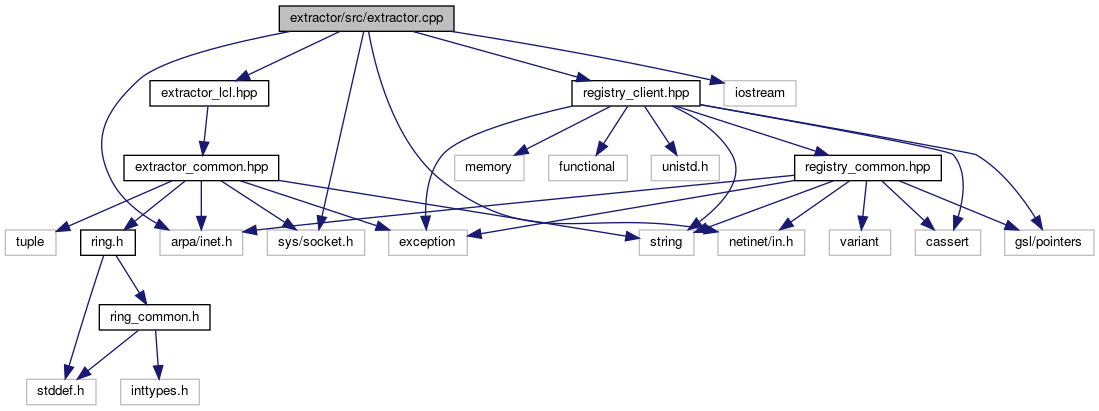 extractor/src/extractor.cpp
extractor_lcl.hpp
registry_client.hpp
iostream
extractor_common.hpp
memory
functional
unistd.h
registry_common.hpp
tuple
ring.h
arpa/inet.h
sys/socket.h
exception
string
netinet/in.h
variant
cassert
gsl/pointers
ring_common.h
stddef.h
inttypes.h